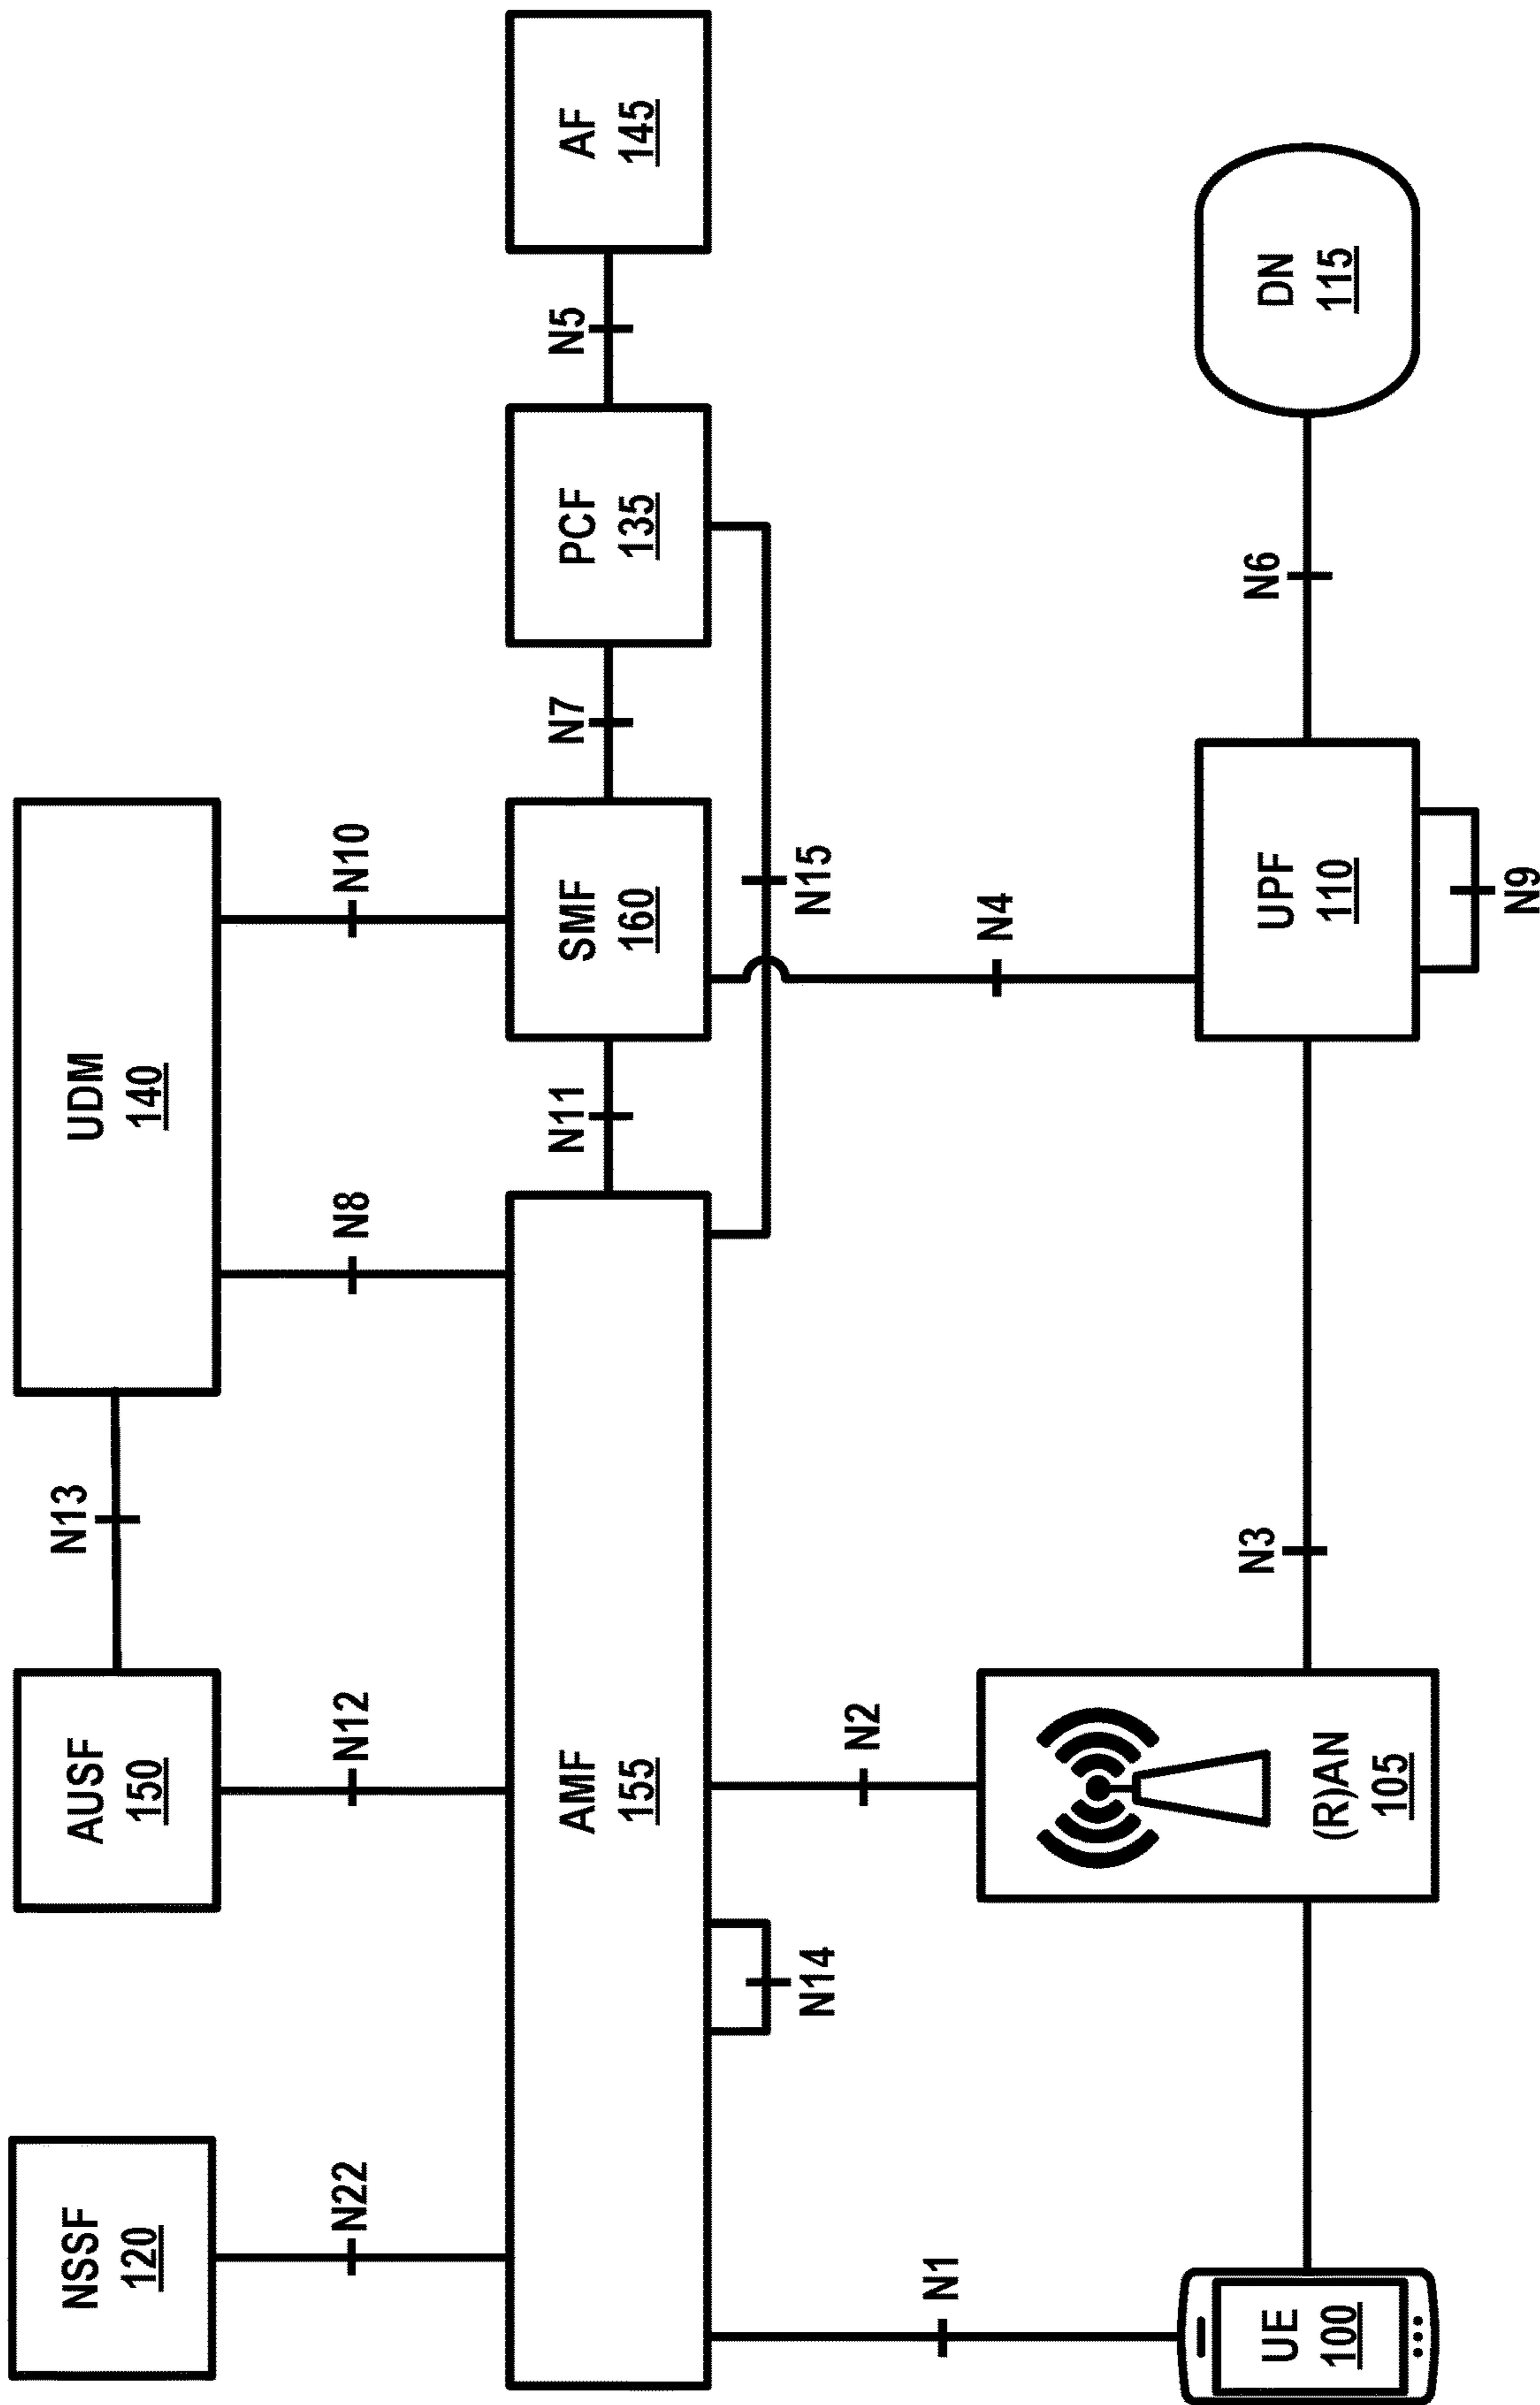 NSSF
120
AUSF
150
UDM
140
N13
N22
N12
N8
N10
AMF
155
N11
SMF
160
N7
PCF
135
N5
AF
145
N14
N15
N1
N2
N4
UE
100
(R)AN
105
N3
UPF
110
N6
DN
115
N9